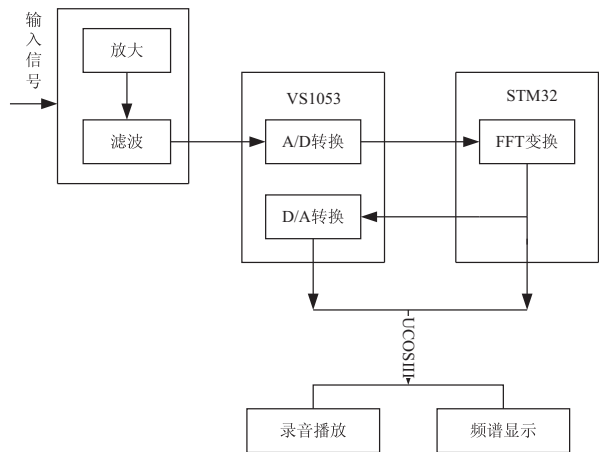 输入信号
放大
滤波
VS1053
A/D转换
D/A转换
STM32
FFT变换
UCOSIII
录音播放
频谱显示